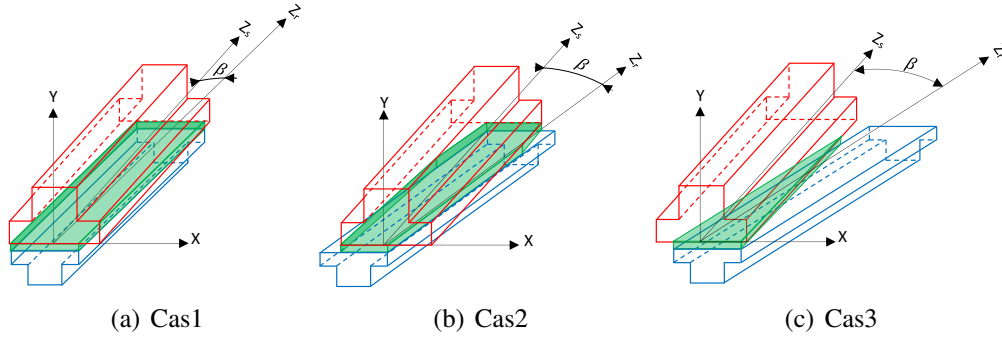 Z_s Z_r
β
Y
X
(a) Cas1
Z_s
β Z_r
Y
X
(b) Cas2
Z_s
β Z_r
Y
X
(c) Cas3